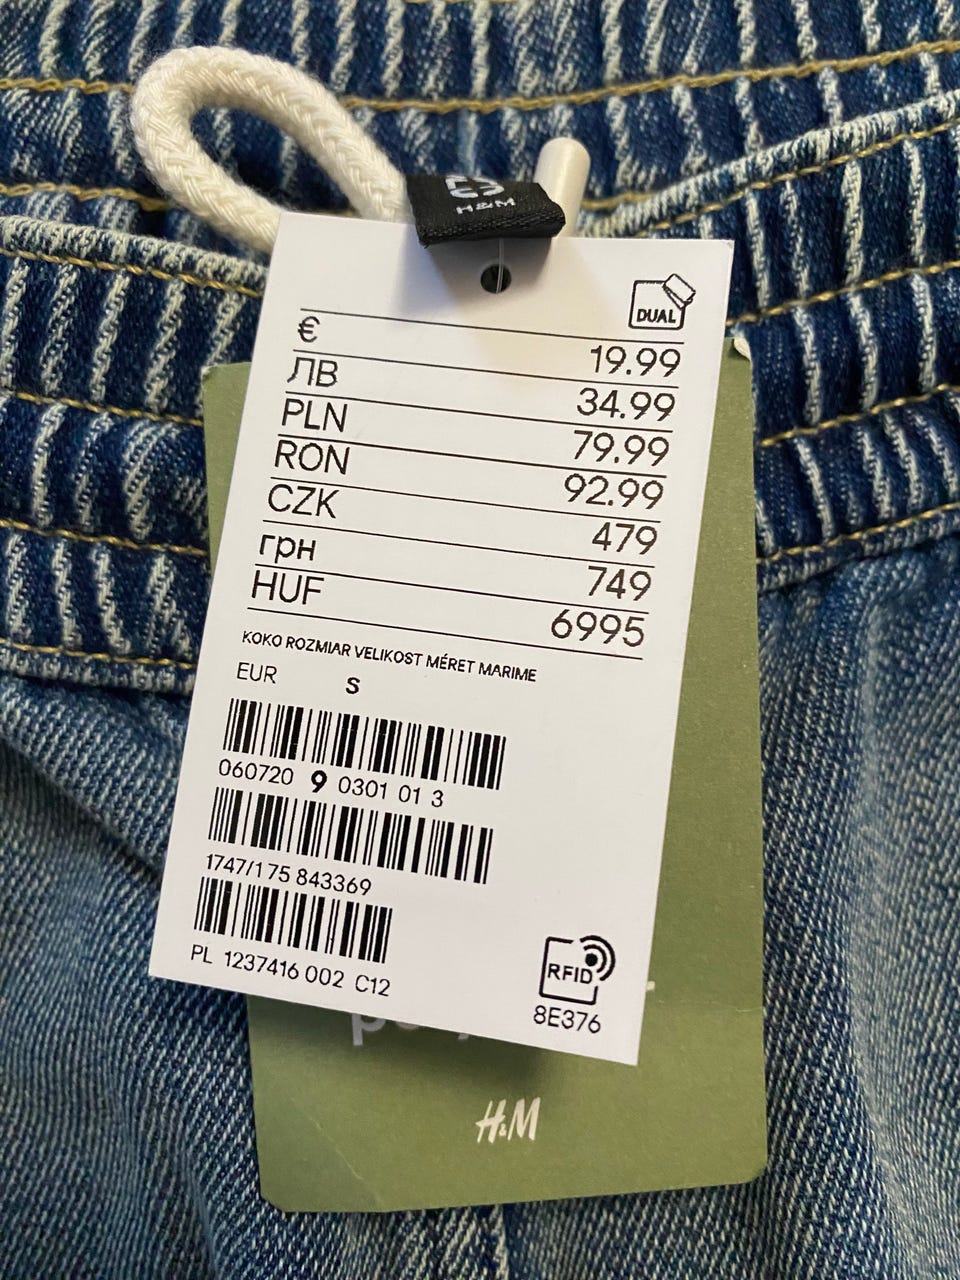 H&M
DUAL
€ 19.99
ЛВ 34.99
PLN 79.99
RON 92.99
CZK 479
грн 749
HUF 6995
KOKO ROZMIAR VELIKOST MÉRET MARIME
EUR S
060720 9 0301 01 3
1747/175 843369
PL 1237416 002 C12
RFID
8E376
H&M